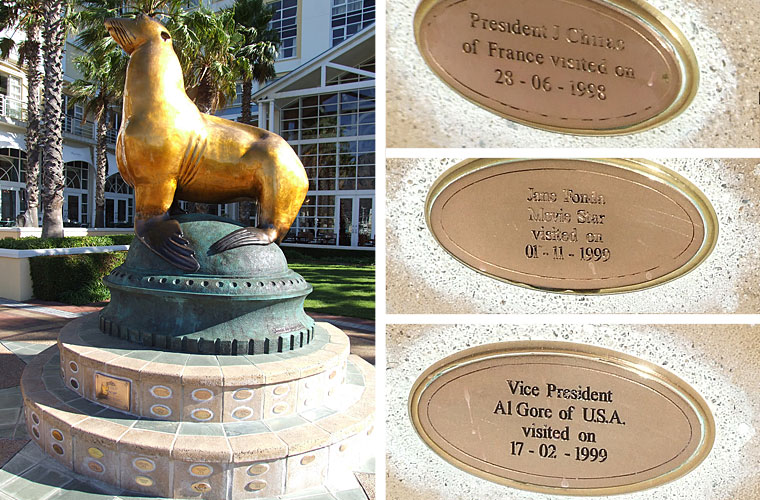 President J Chirac
of France visited on
28 - 06 - 1998
Jane Fonda
Movie Star
visited on
01 - 11 - 1999
Vice President
Al Gore of U.S.A.
visited on
17 - 02 - 1999